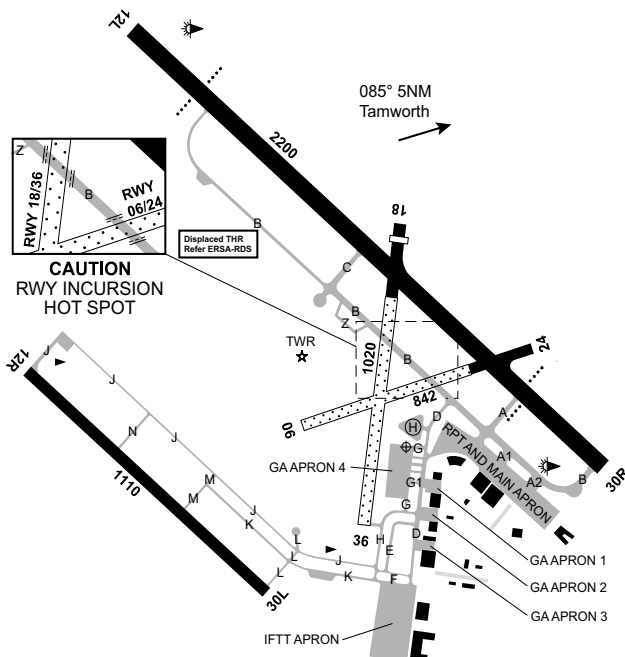 12L
085° 5NM
Tamworth
2200
Z
RWY 18/36
B
RWY
06/24
CAUTION
RWY INCURSION
HOT SPOT
Displaced THR
Refer ERSA-RDS
B
18
C
B
Z
TWR
1020
B
24
842
06
J
12R
J
N
J
1110
M
M
K
J
L
L
L
30L
J
K
D
A
H
G
RPT AND MAIN APRON
A1
A2
B
30R
GA APRON 4
G1
G
36
H
E
D
F
GA APRON 1
GA APRON 2
GA APRON 3
IFTT APRON